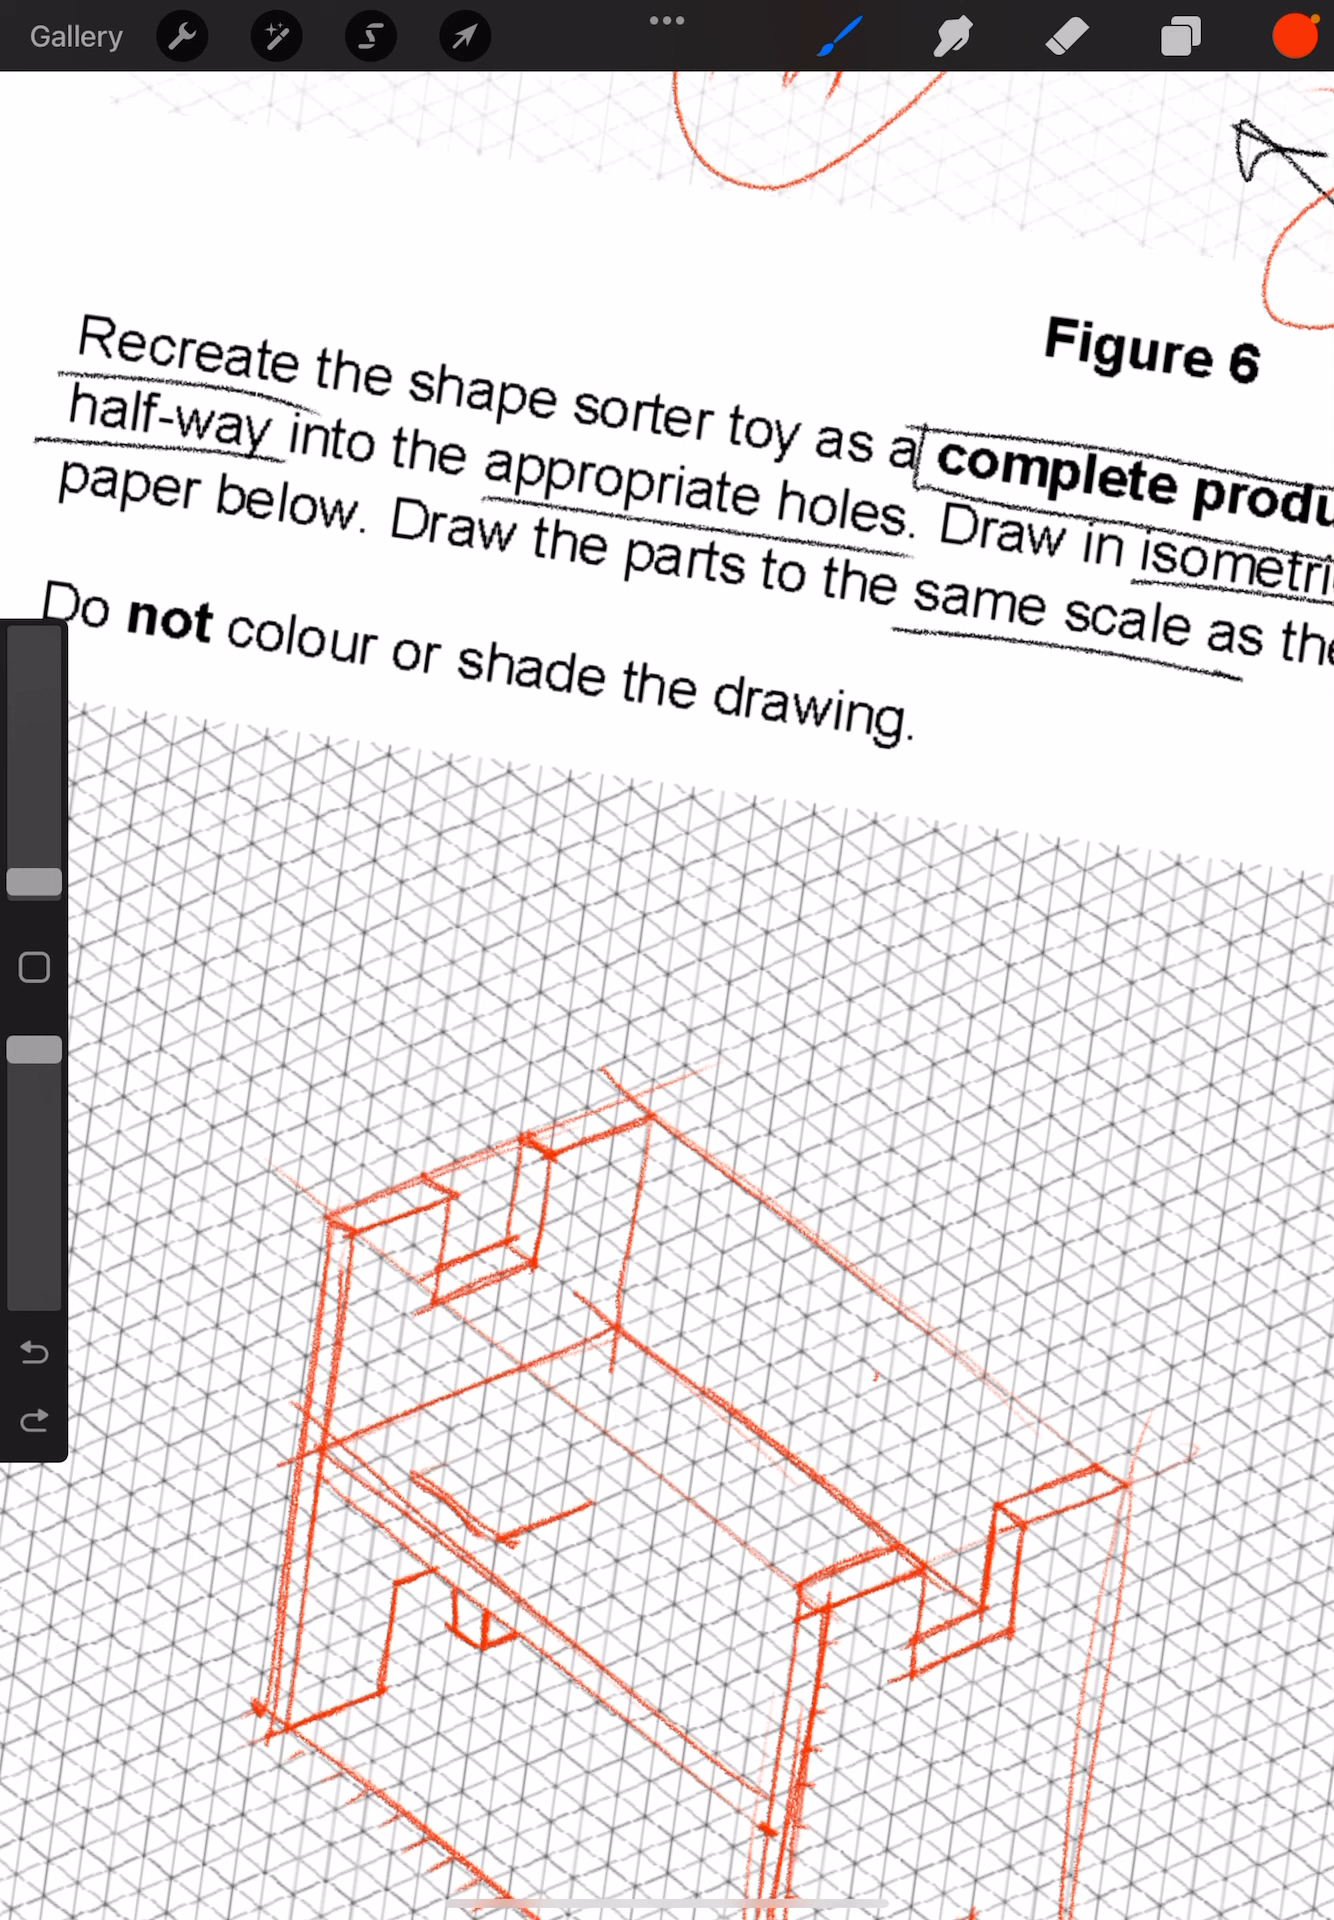 Gallery
Figure 6
Recreate the shape sorter toy as a complete produ
half-way into the appropriate holes. Draw in isometri
paper below. Draw the parts to the same scale as the
Do not colour or shade the drawing.